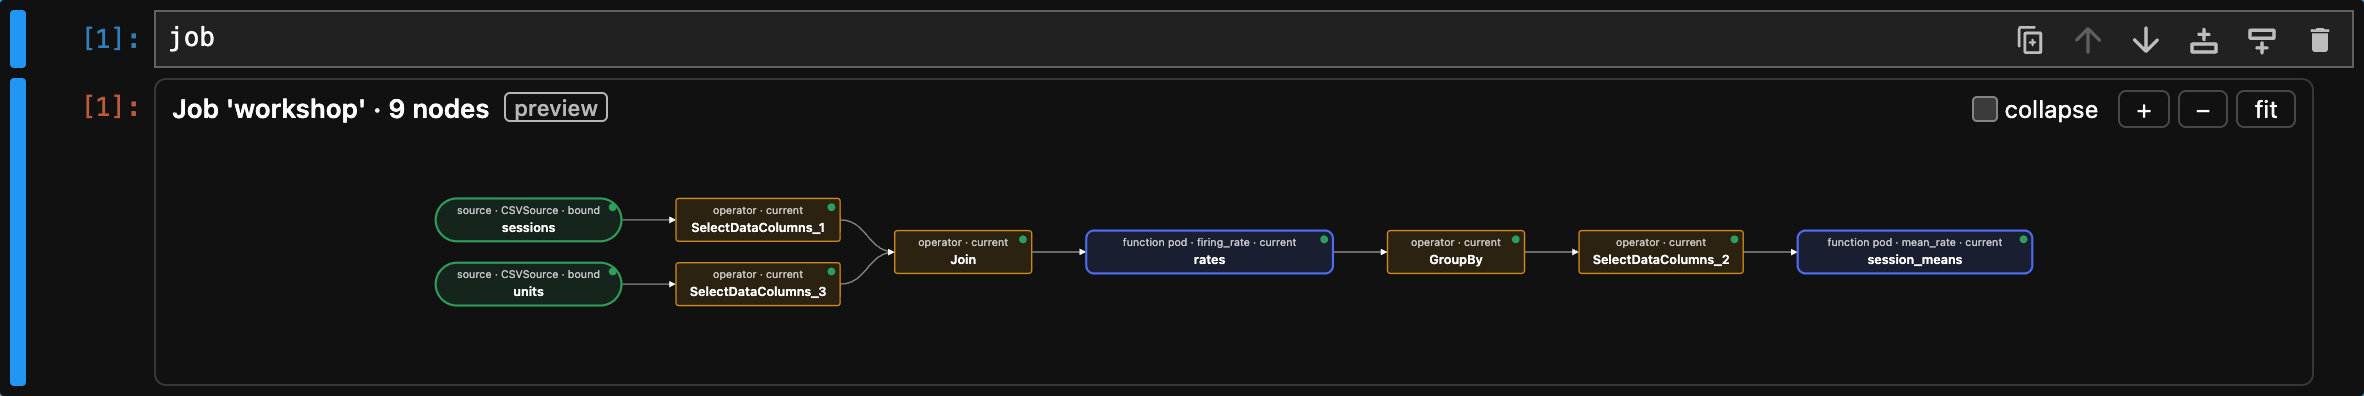 [1]: job
[1]: Job 'workshop' · 9 nodes preview collapse + − fit
source · CSVSource · bound
sessions
operator · current
SelectDataColumns_1
source · CSVSource · bound
units
operator · current
SelectDataColumns_3
operator · current
Join
function pod · firing_rate · current
rates
operator · current
GroupBy
operator · current
SelectDataColumns_2
function pod · mean_rate · current
session_means